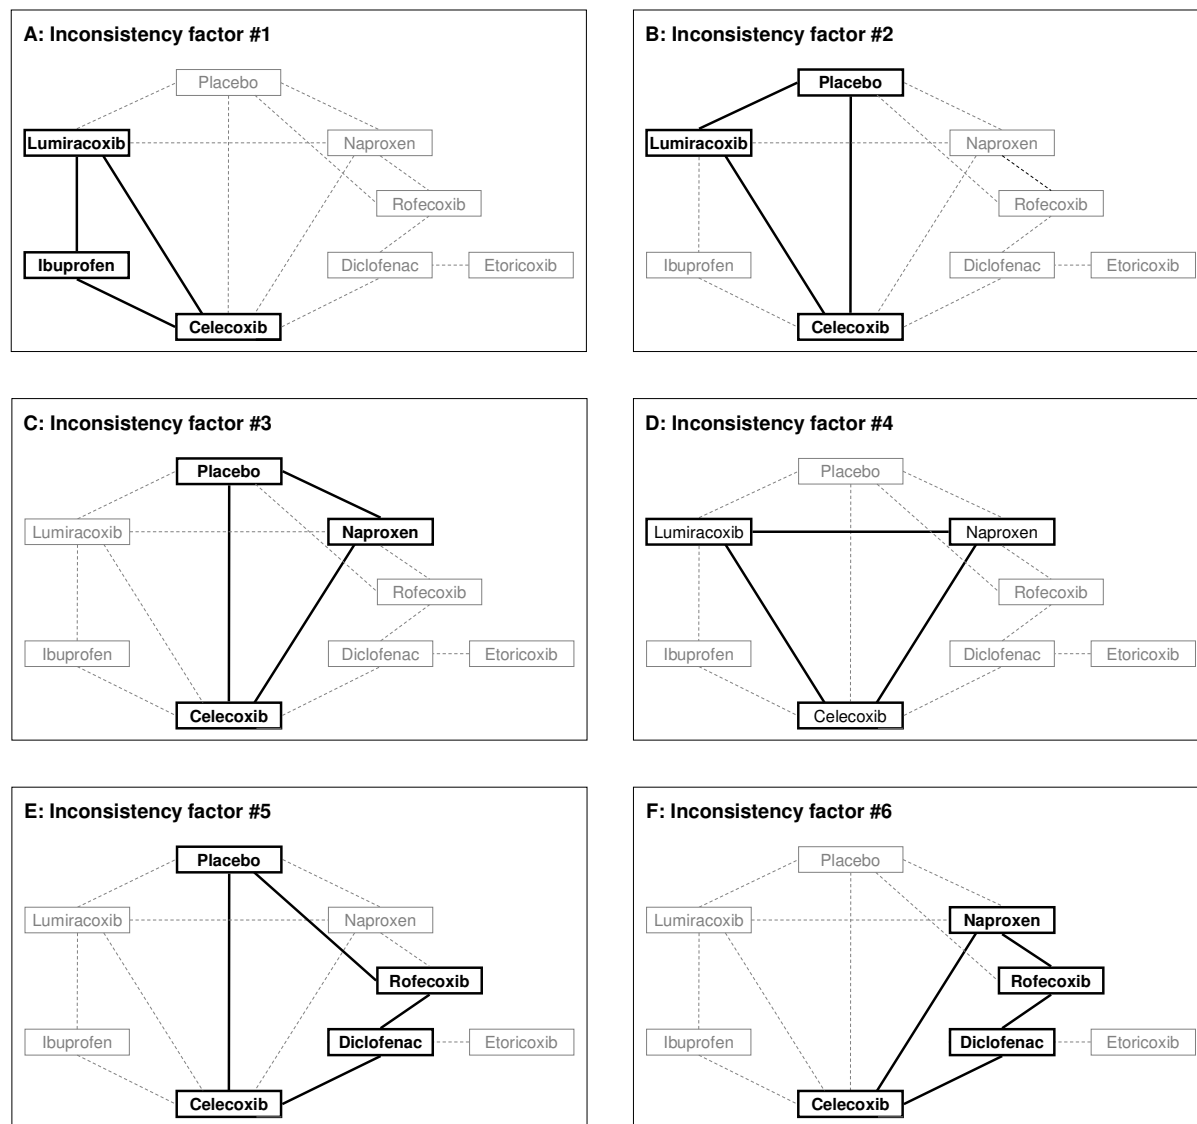 A: Inconsistency factor #1
Placebo
Lumiracoxib
Naproxen
Rofecoxib
Ibuprofen
Diclofenac
Etoricoxib
Celecoxib
B: Inconsistency factor #2
Placebo
Lumiracoxib
Naproxen
Rofecoxib
Ibuprofen
Diclofenac
Etoricoxib
Celecoxib
C: Inconsistency factor #3
Placebo
Lumiracoxib
Naproxen
Rofecoxib
Ibuprofen
Diclofenac
Etoricoxib
Celecoxib
D: Inconsistency factor #4
Placebo
Lumiracoxib
Naproxen
Rofecoxib
Ibuprofen
Diclofenac
Etoricoxib
Celecoxib
E: Inconsistency factor #5
Placebo
Lumiracoxib
Naproxen
Rofecoxib
Ibuprofen
Diclofenac
Etoricoxib
Celecoxib
F: Inconsistency factor #6
Placebo
Lumiracoxib
Naproxen
Rofecoxib
Ibuprofen
Diclofenac
Etoricoxib
Celecoxib